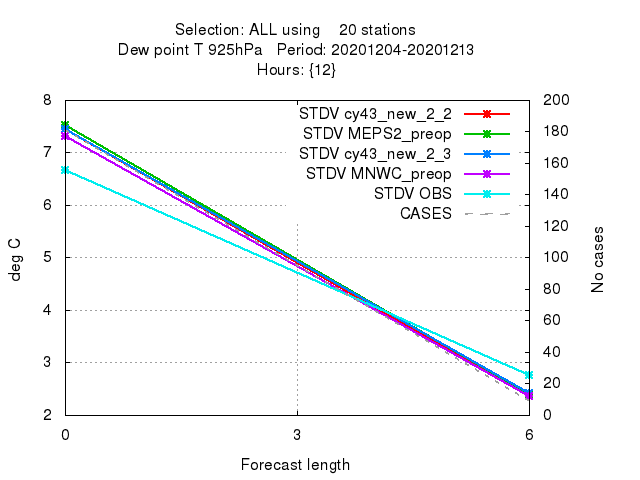 Selection: ALL using    20 stations
Dew point T 925hPa   Period: 20201204-20201213
Hours: {12}
8
7
6
5
4
3
2
200
180
160
140
120
100
80
60
40
20
0
STDV cy43_new_2_2
STDV MEPS2_preop
STDV cy43_new_2_3
STDV MNWC_preop
STDV OBS
CASES
deg C
No cases
0 3 6
Forecast length